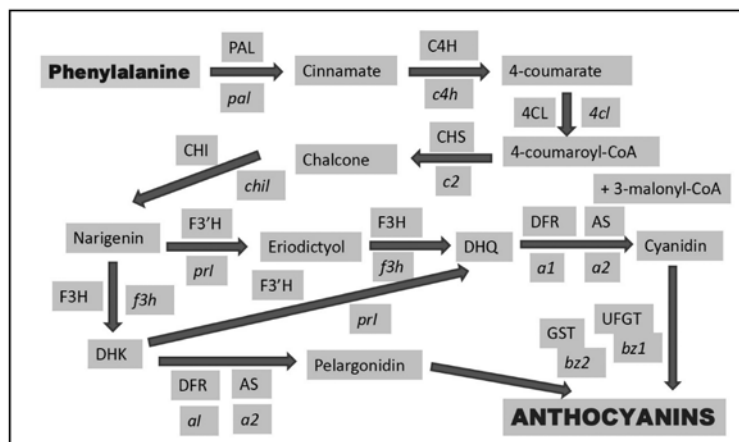 PAL
C4H
Phenylalanine
Cinnamate
4-coumarate
pal
c4h
4CL
4cl
CHS
CHI
Chalcone
4-coumaroyl-CoA
chil
c2
+ 3-malonyl-CoA
F3'H
F3H
DFR
AS
Narigenin
Eriodictyol
DHQ
Cyanidin
prl
f3h
a1
a2
F3'H
F3H
f3h
prl
GST
UFGT
DHK
bz2
bz1
Pelargonidin
DFR
AS
al
a2
ANTHOCYANINS